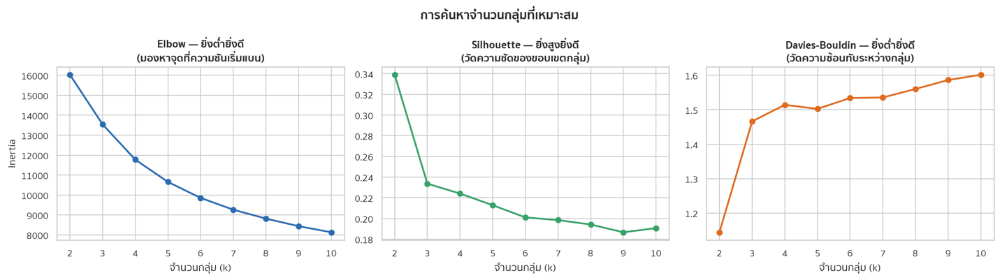 การค้นหาจำนวนกลุ่มที่เหมาะสม
Elbow — ยิ่งต่ำยิ่งดี
(มองหาจุดที่ความชันเริ่มแบน)
Inertia
16000
15000
14000
13000
12000
11000
10000
9000
8000
2 3 4 5 6 7 8 9 10
จำนวนกลุ่ม (k)
Silhouette — ยิ่งสูงยิ่งดี
(วัดความชัดของขอบเขตกลุ่ม)
0.34
0.32
0.30
0.28
0.26
0.24
0.22
0.20
0.18
2 3 4 5 6 7 8 9 10
จำนวนกลุ่ม (k)
Davies-Bouldin — ยิ่งต่ำยิ่งดี
(วัดความซ้อนทับระหว่างกลุ่ม)
1.6
1.5
1.4
1.3
1.2
2 3 4 5 6 7 8 9 10
จำนวนกลุ่ม (k)